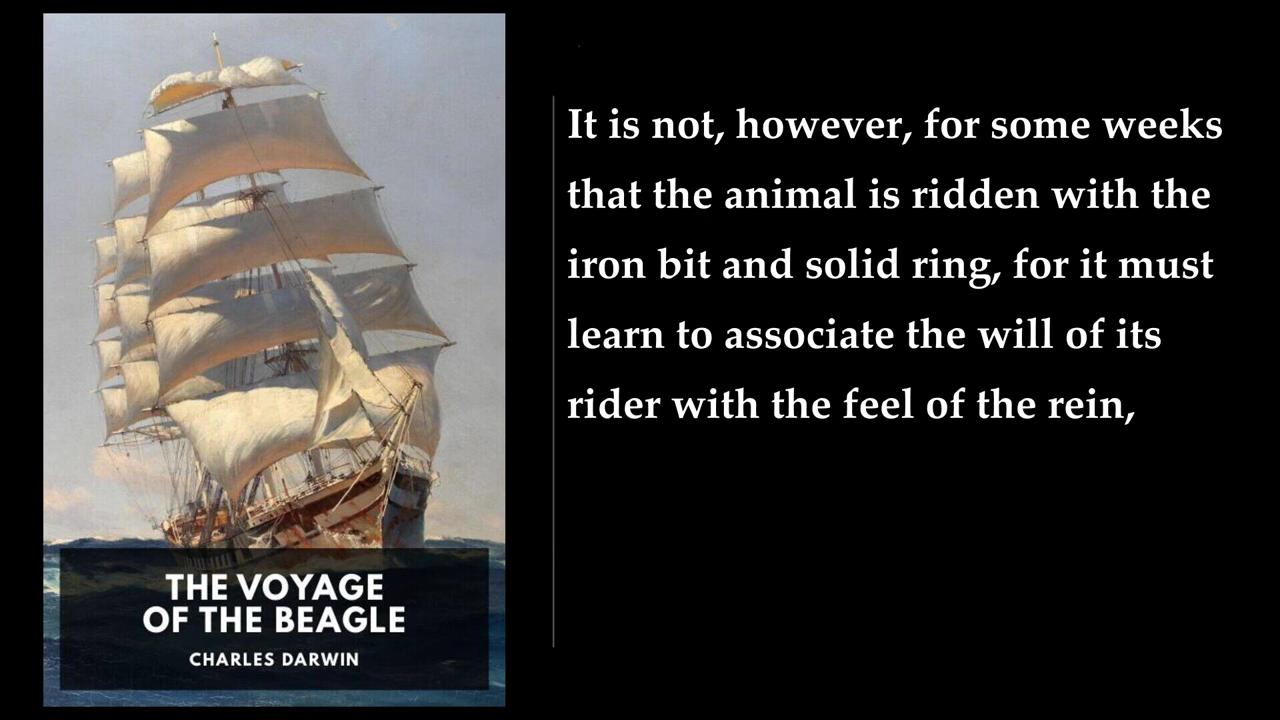 THE VOYAGE
OF THE BEAGLE
CHARLES DARWIN
It is not, however, for some weeks
that the animal is ridden with the
iron bit and solid ring, for it must
learn to associate the will of its
rider with the feel of the rein,